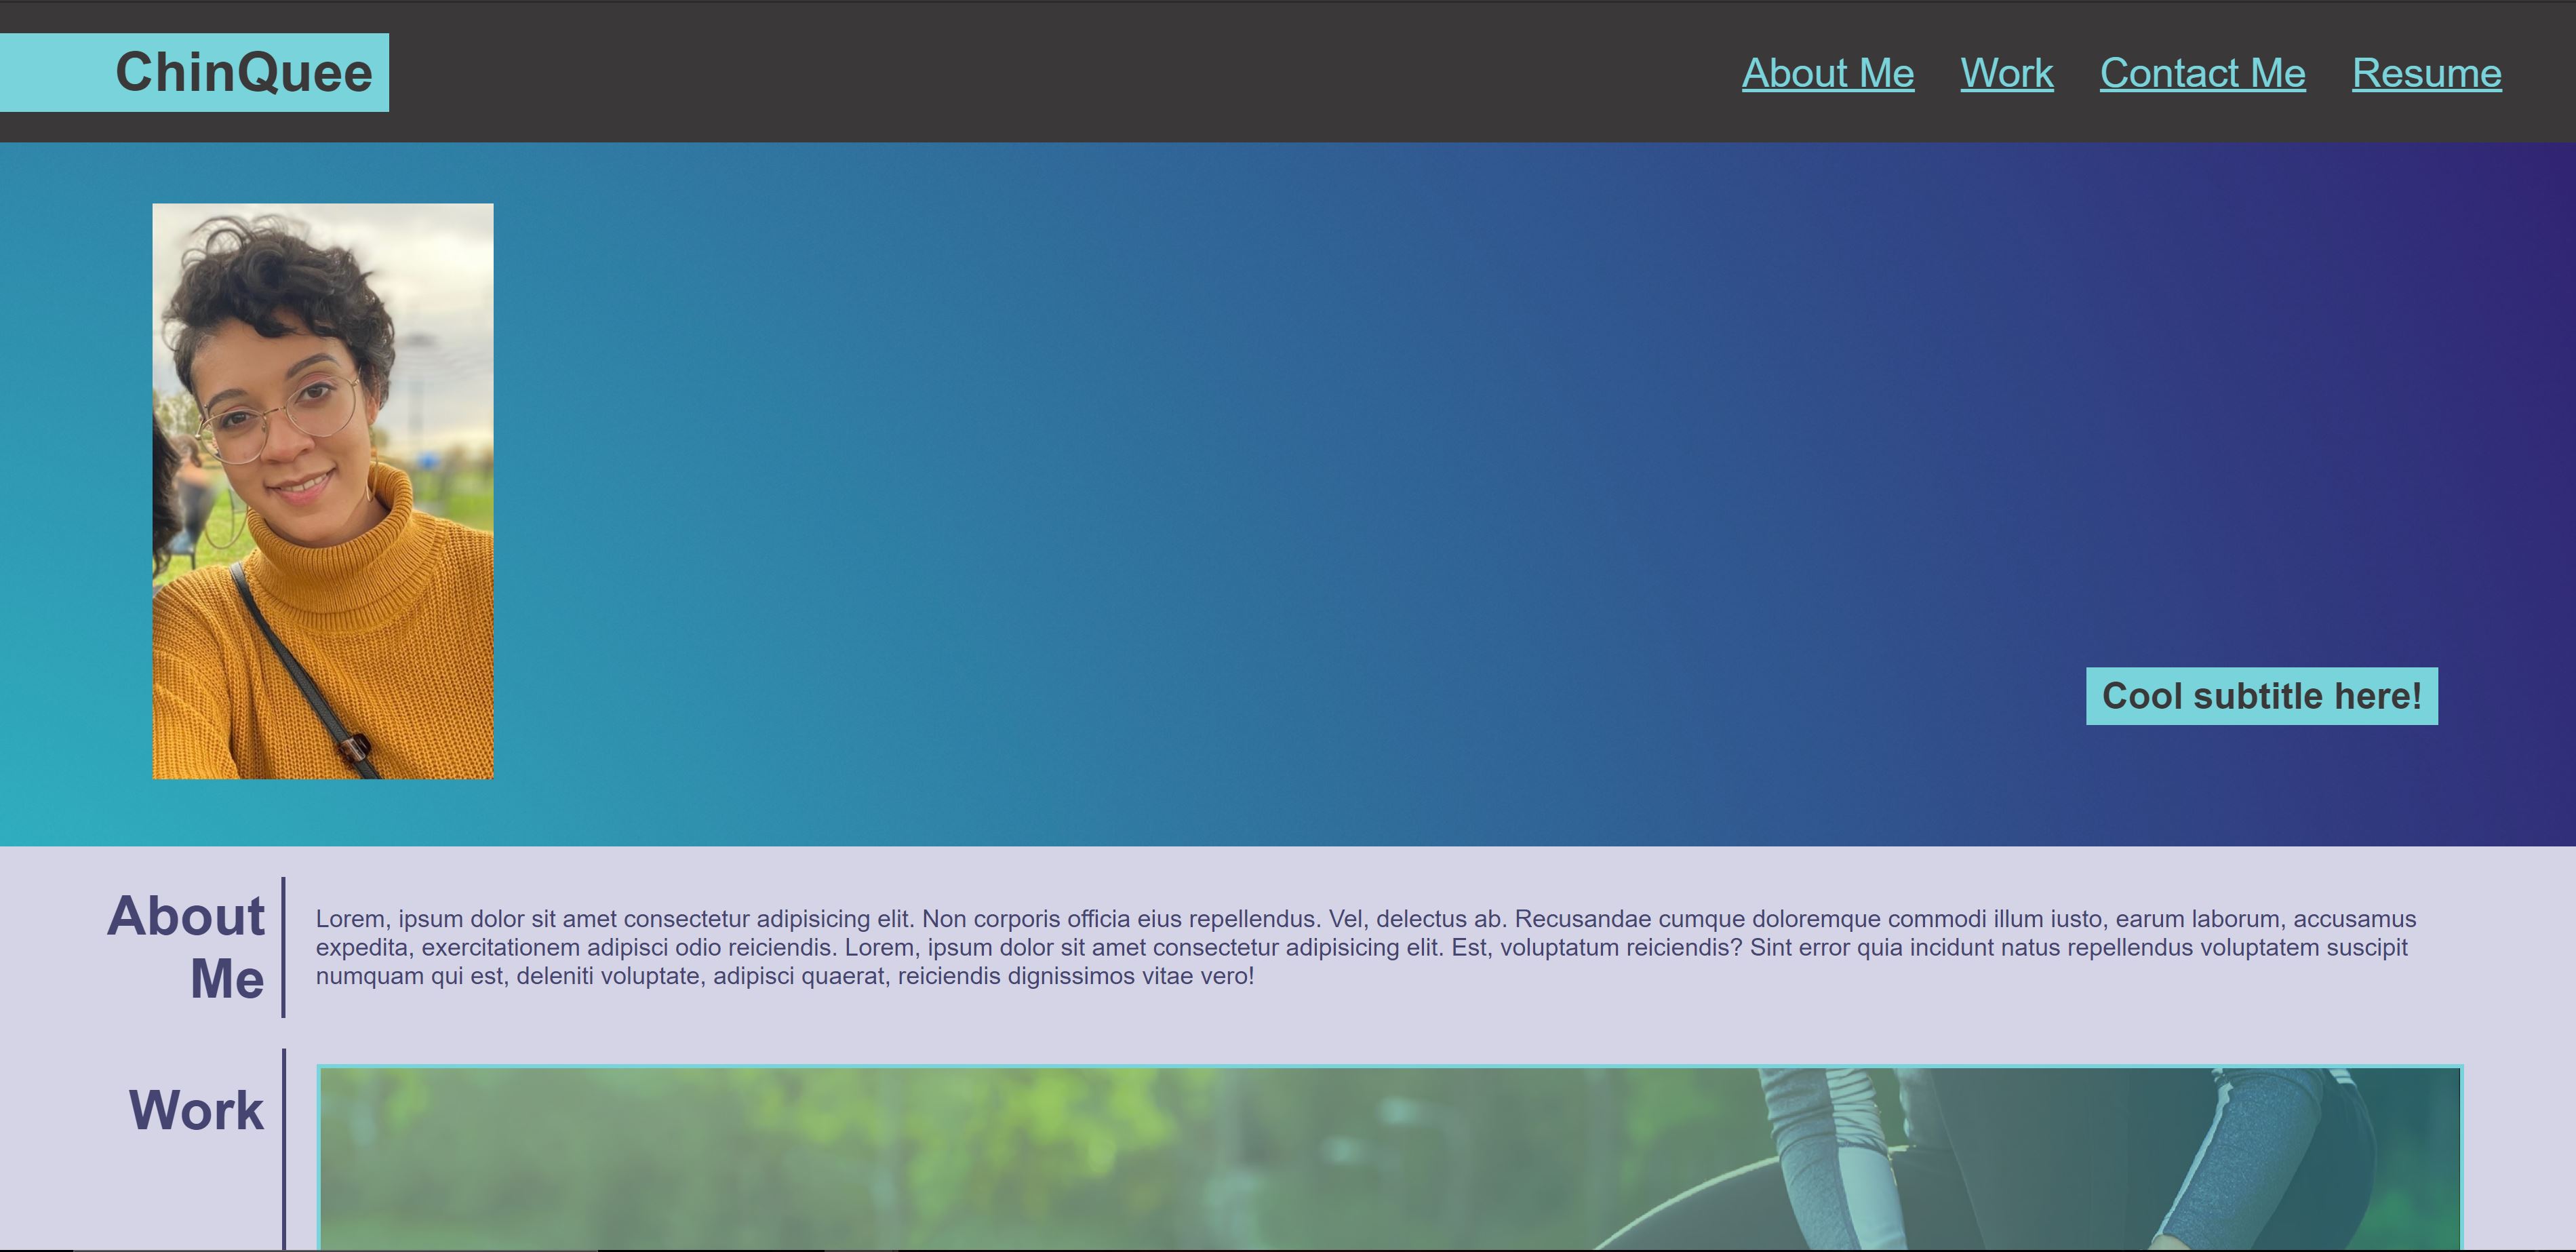 ChinQuee
About Me
Work
Contact Me
Resume
Cool subtitle here!
About
Me
Lorem, ipsum dolor sit amet consectetur adipisicing elit. Non corporis officia eius repellendus. Vel, delectus ab. Recusandae cumque doloremque commodi illum iusto, earum laborum, accusamus
expedita, exercitationem adipisci odio reiciendis. Lorem, ipsum dolor sit amet consectetur adipisicing elit. Est, voluptatum reiciendis? Sint error quia incidunt natus repellendus voluptatem suscipit
numquam qui est, deleniti voluptate, adipisci quaerat, reiciendis dignissimos vitae vero!
Work